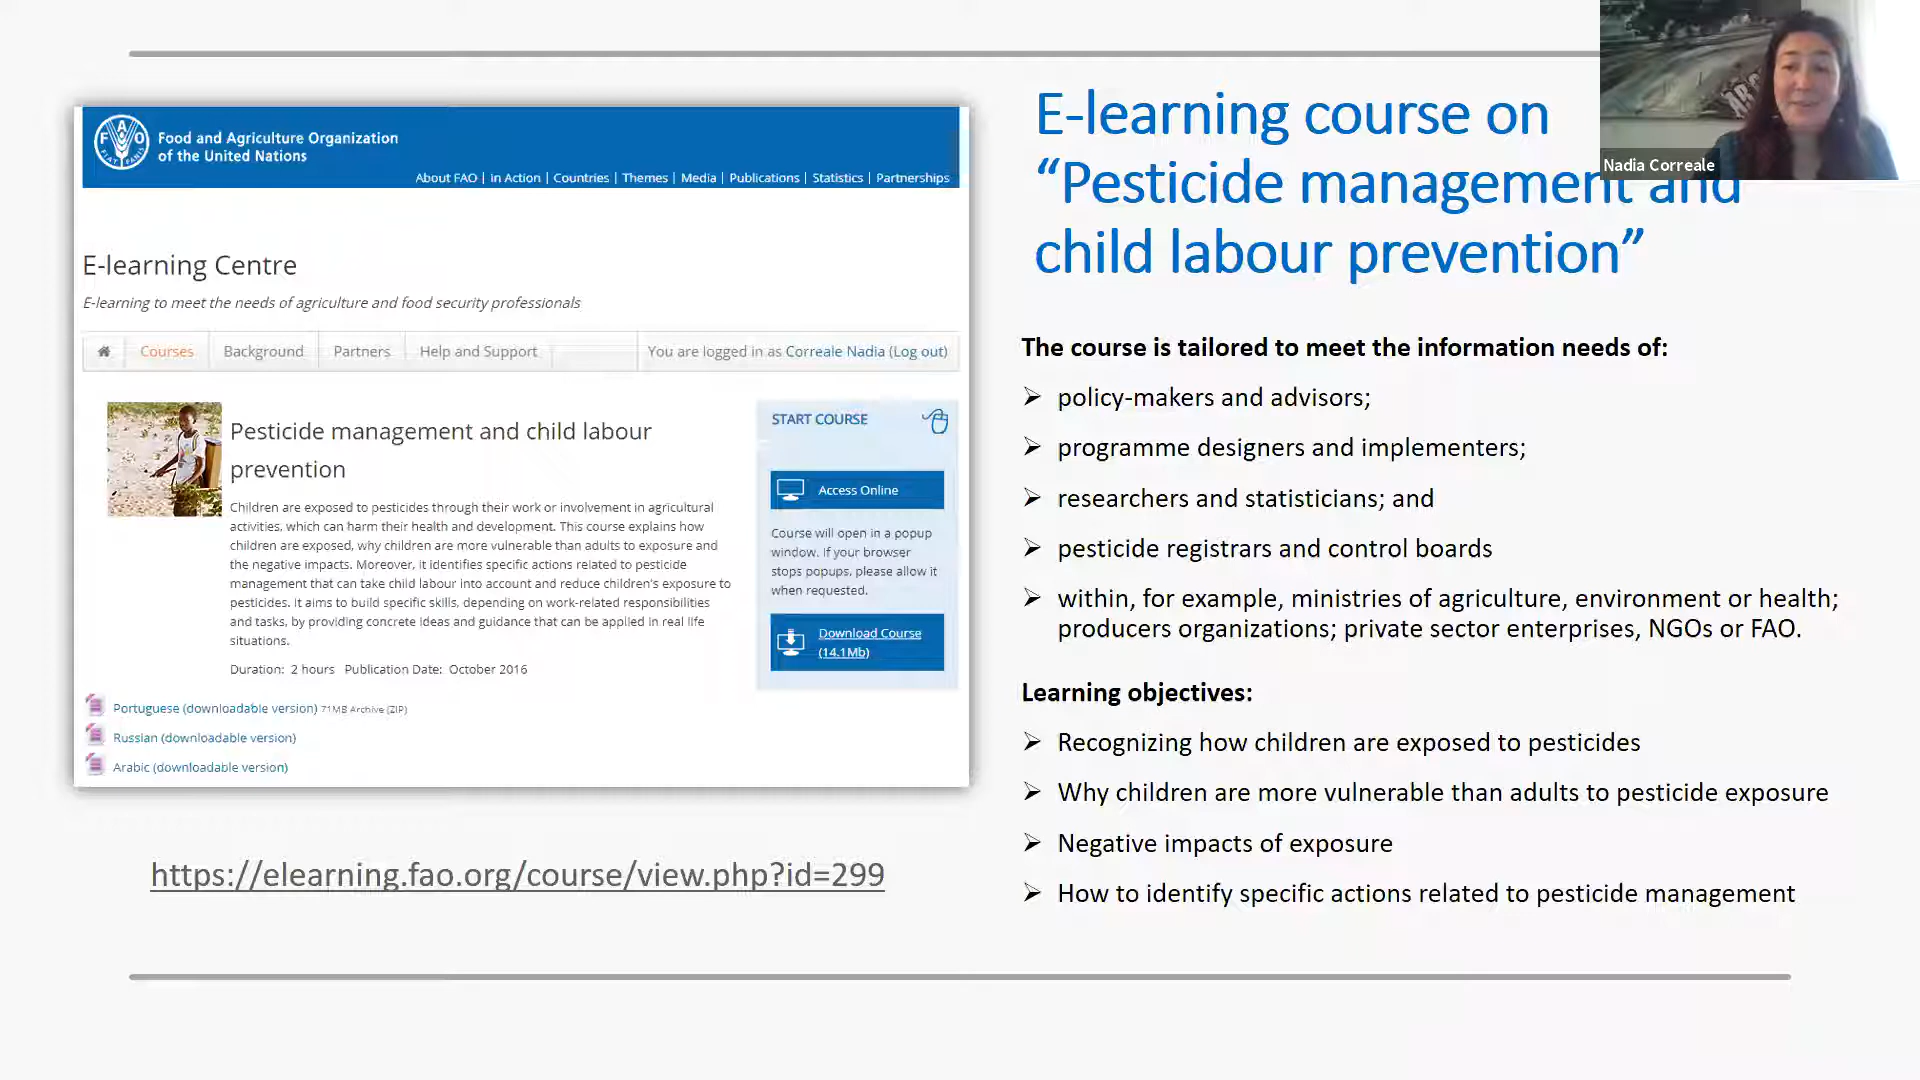 Food and Agriculture Organization
of the United Nations
About FAO | in Action | Countries | Themes | Media | Publications | Statistics | Partnerships
E-learning Centre
E-learning to meet the needs of agriculture and food security professionals
Courses
Background
Partners
Help and Support
You are logged in as Correale Nadia (Log out)
Pesticide management and child labour
prevention
Children are exposed to pesticides through their work or involvement in agricultural
activities, which can harm their health and development. This course explains how
children are exposed, why children are more vulnerable than adults to exposure and
the negative impacts. Moreover, it identifies specific actions related to pesticide
management that can take child labour into account and reduce children's exposure to
pesticides. It aims to build specific skills, depending on work-related responsibilities
and tasks, by providing concrete ideas and guidance that can be applied in real life
situations.
Duration: 2 hours Publication Date: October 2016
START COURSE
Access Online
Course will open in a popup
window. If your browser
stops popups, please allow it
when requested.
Download Course
(14.1Mb)
Portuguese (downloadable version) 71MB Archive (ZIP)
Russian (downloadable version)
Arabic (downloadable version)
https://elearning.fao.org/course/view.php?id=299
E-learning course on
“Pesticide management and
child labour prevention”
The course is tailored to meet the information needs of:
➢ policy-makers and advisors;
➢ programme designers and implementers;
➢ researchers and statisticians; and
➢ pesticide registrars and control boards
➢ within, for example, ministries of agriculture, environment or health;
producers organizations; private sector enterprises, NGOs or FAO.
Learning objectives:
➢ Recognizing how children are exposed to pesticides
➢ Why children are more vulnerable than adults to pesticide exposure
➢ Negative impacts of exposure
➢ How to identify specific actions related to pesticide management
Nadia Correale